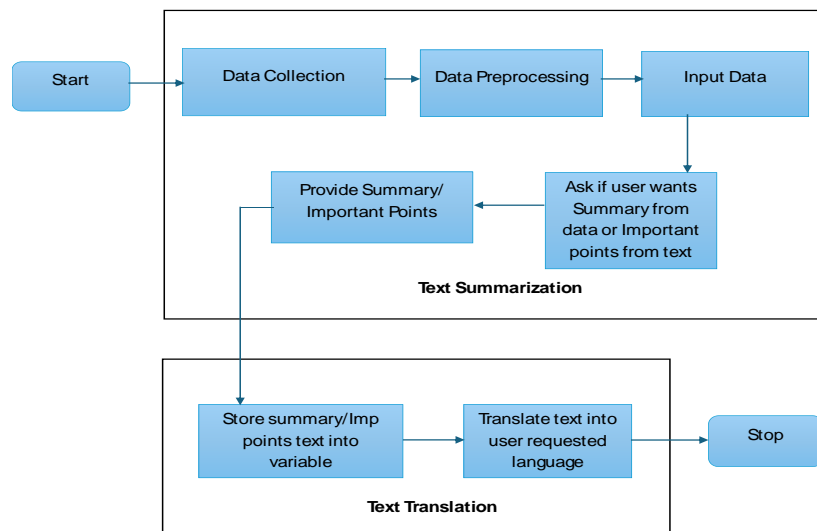 Start
Data Collection
Data Preprocessing
Input Data
Ask if user wants
Summary from
data or Important
points from text
Provide Summary/
Important Points
Text Summarization
Store summary/Imp
points text into
variable
Translate text into
user requested
language
Stop
Text Translation